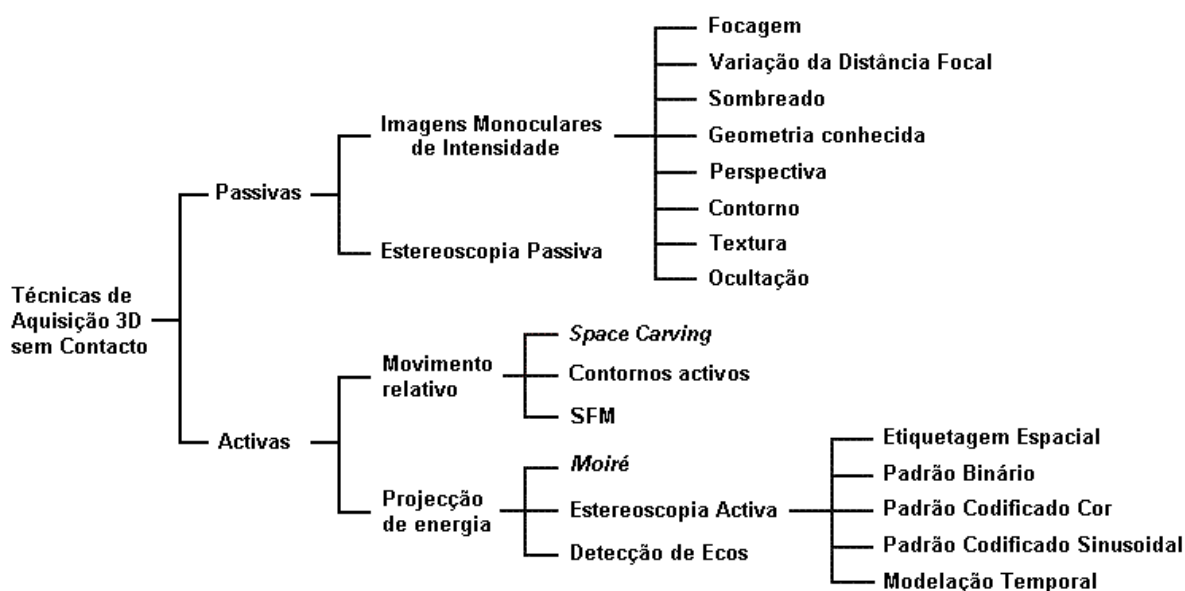 Focagem
Variação da Distância Focal
Sombreado
Imagens Monoculares
de Intensidade
Geometria conhecida
Perspectiva
Passivas
Contorno
Estereoscopia Passiva
Textura
Ocultação
Técnicas de
Aquisição 3D
sem Contacto
Space Carving
Movimento
relativo
Contornos activos
SFM
Activas
Etiquetagem Espacial
Moiré
Padrão Binário
Projecção
de energia
Estereoscopia Activa
Padrão Codificado Cor
Detecção de Ecos
Padrão Codificado Sinusoidal
Modelação Temporal